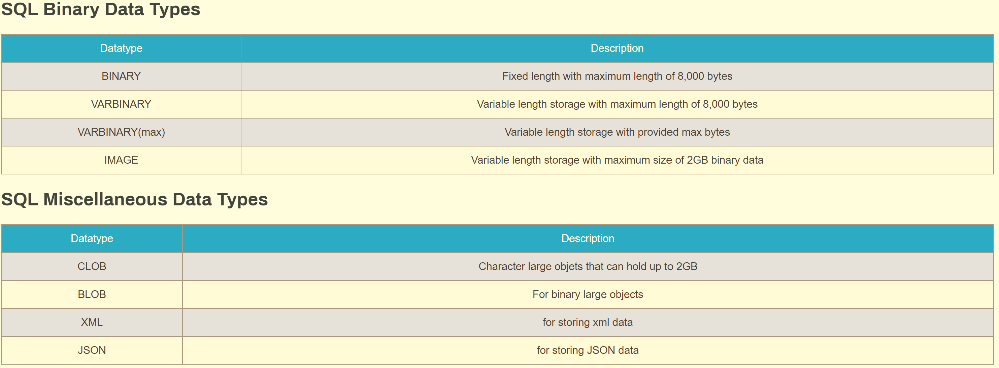 SQL Binary Data Types
Datatype Description
BINARY Fixed length with maximum length of 8,000 bytes
VARBINARY Variable length storage with maximum length of 8,000 bytes
VARBINARY(max) Variable length storage with provided max bytes
IMAGE Variable length storage with maximum size of 2GB binary data
SQL Miscellaneous Data Types
Datatype Description
CLOB Character large objets that can hold up to 2GB
BLOB For binary large objects
XML for storing xml data
JSON for storing JSON data